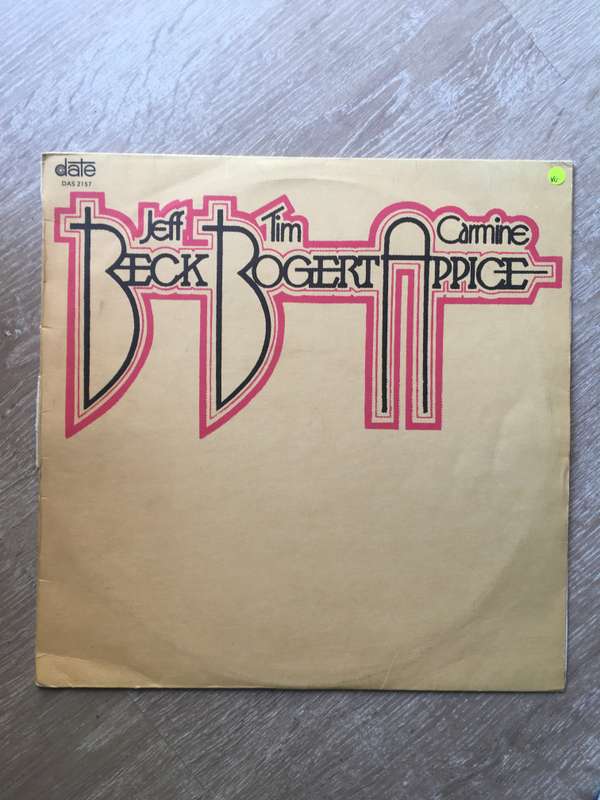 date
DAS 2157
Jeff Tim Carmine
BECK BOGERT APPICE